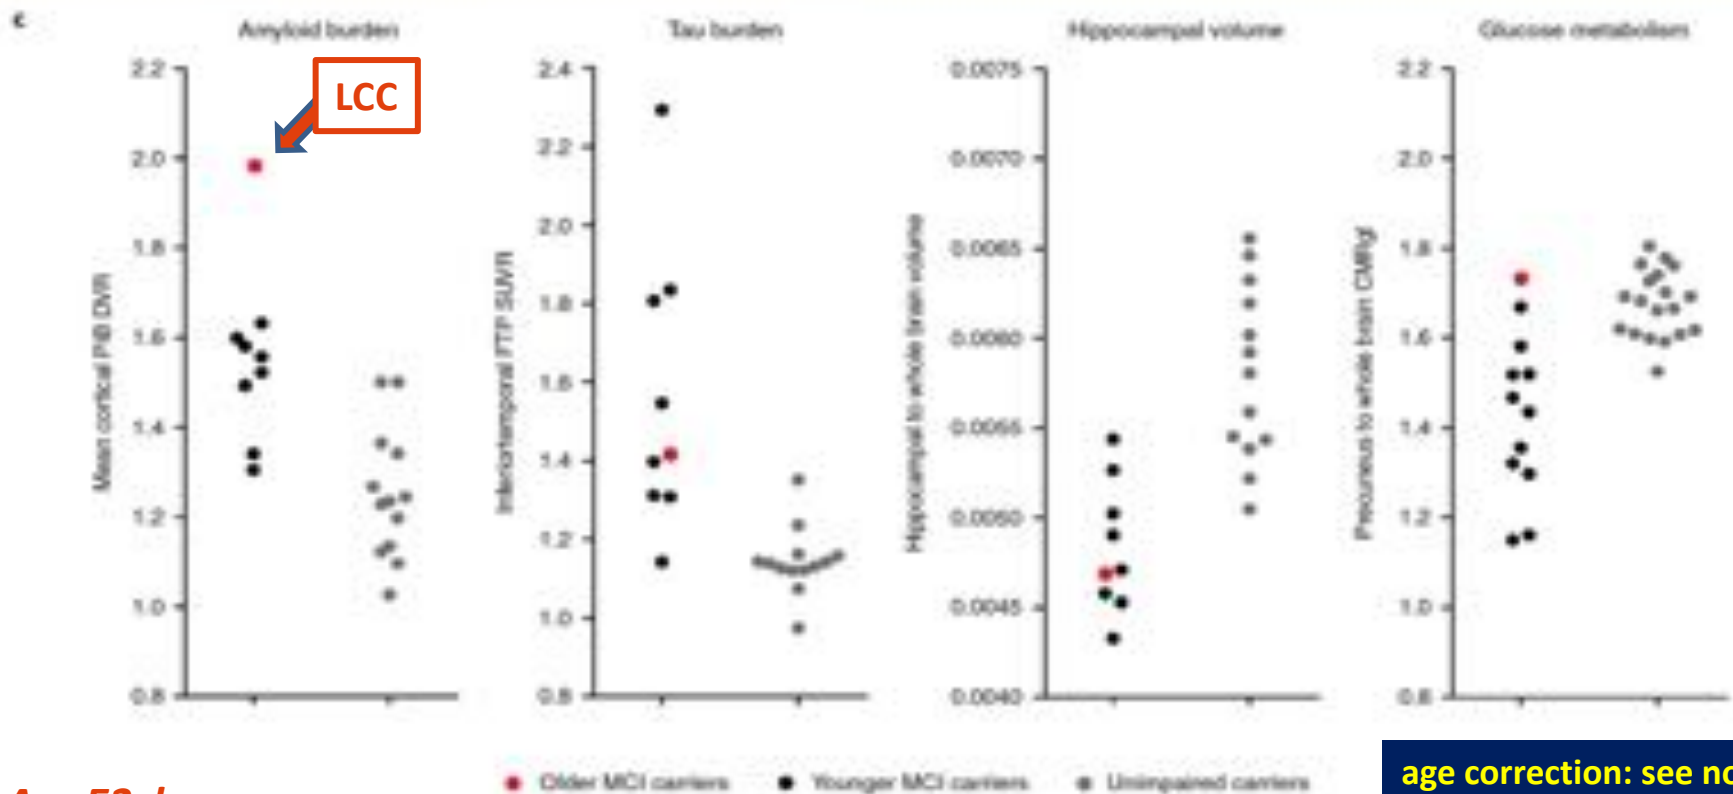 c
Amyloid burden
Tau burden
Hippocampal volume
Glucose metabolism
LCC
Mean cortical PiB DVR
2.2
2.0
1.8
1.6
1.4
1.2
1.0
0.8
Inferiortemporal FTP SUVR
2.4
2.2
2.0
1.8
1.6
1.4
1.2
1.0
0.8
Hippocampal to whole brain volume
0.0075
0.0070
0.0065
0.0060
0.0055
0.0050
0.0045
0.0040
Precuneus to whole brain CMRgl
2.2
2.0
1.8
1.6
1.4
1.2
1.0
0.8
Older MCI carriers
Younger MCI carriers
Unimpaired carriers
age correction: see no